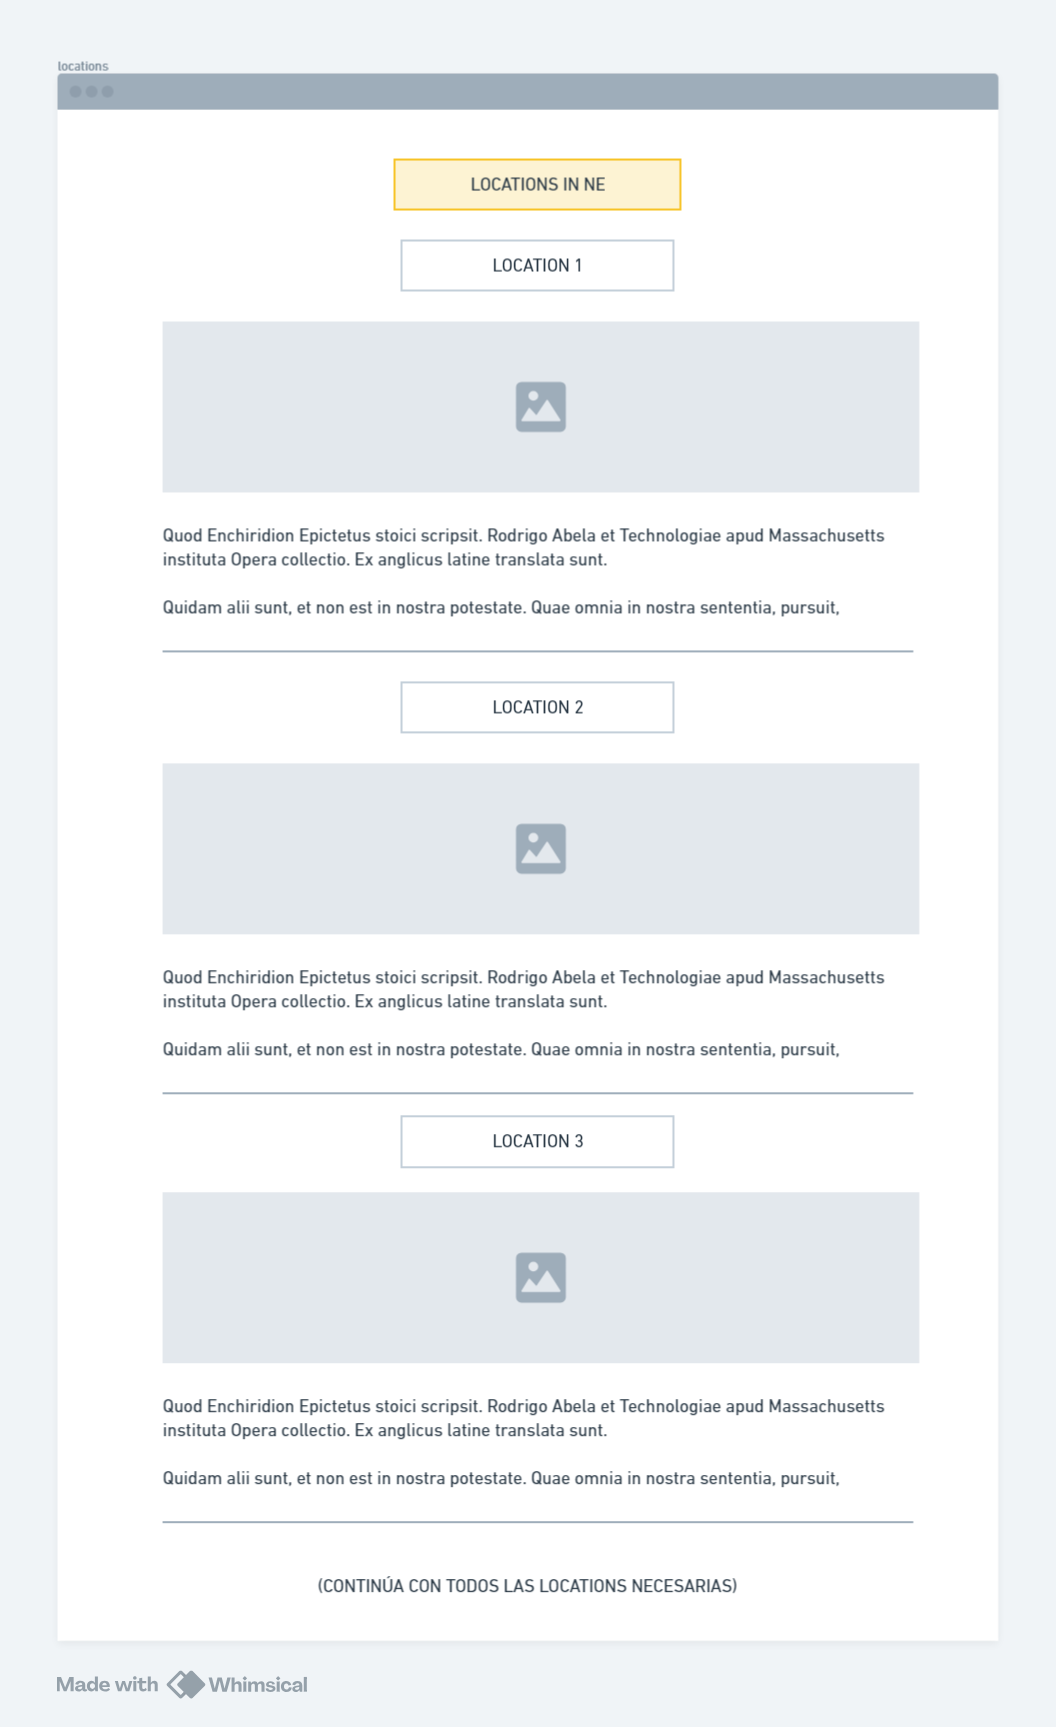 locations
LOCATIONS IN NE
LOCATION 1
Quod Enchiridion Epictetus stoici scripsit. Rodrigo Abela et Technologiae apud Massachusetts
instituta Opera collectio. Ex anglicus latine translata sunt.
Quidam alii sunt, et non est in nostra potestate. Quae omnia in nostra sententia, pursuit,
LOCATION 2
Quod Enchiridion Epictetus stoici scripsit. Rodrigo Abela et Technologiae apud Massachusetts
instituta Opera collectio. Ex anglicus latine translata sunt.
Quidam alii sunt, et non est in nostra potestate. Quae omnia in nostra sententia, pursuit,
LOCATION 3
Quod Enchiridion Epictetus stoici scripsit. Rodrigo Abela et Technologiae apud Massachusetts
instituta Opera collectio. Ex anglicus latine translata sunt.
Quidam alii sunt, et non est in nostra potestate. Quae omnia in nostra sententia, pursuit,
(CONTINÚA CON TODOS LAS LOCATIONS NECESARIAS)
Made with Whimsical